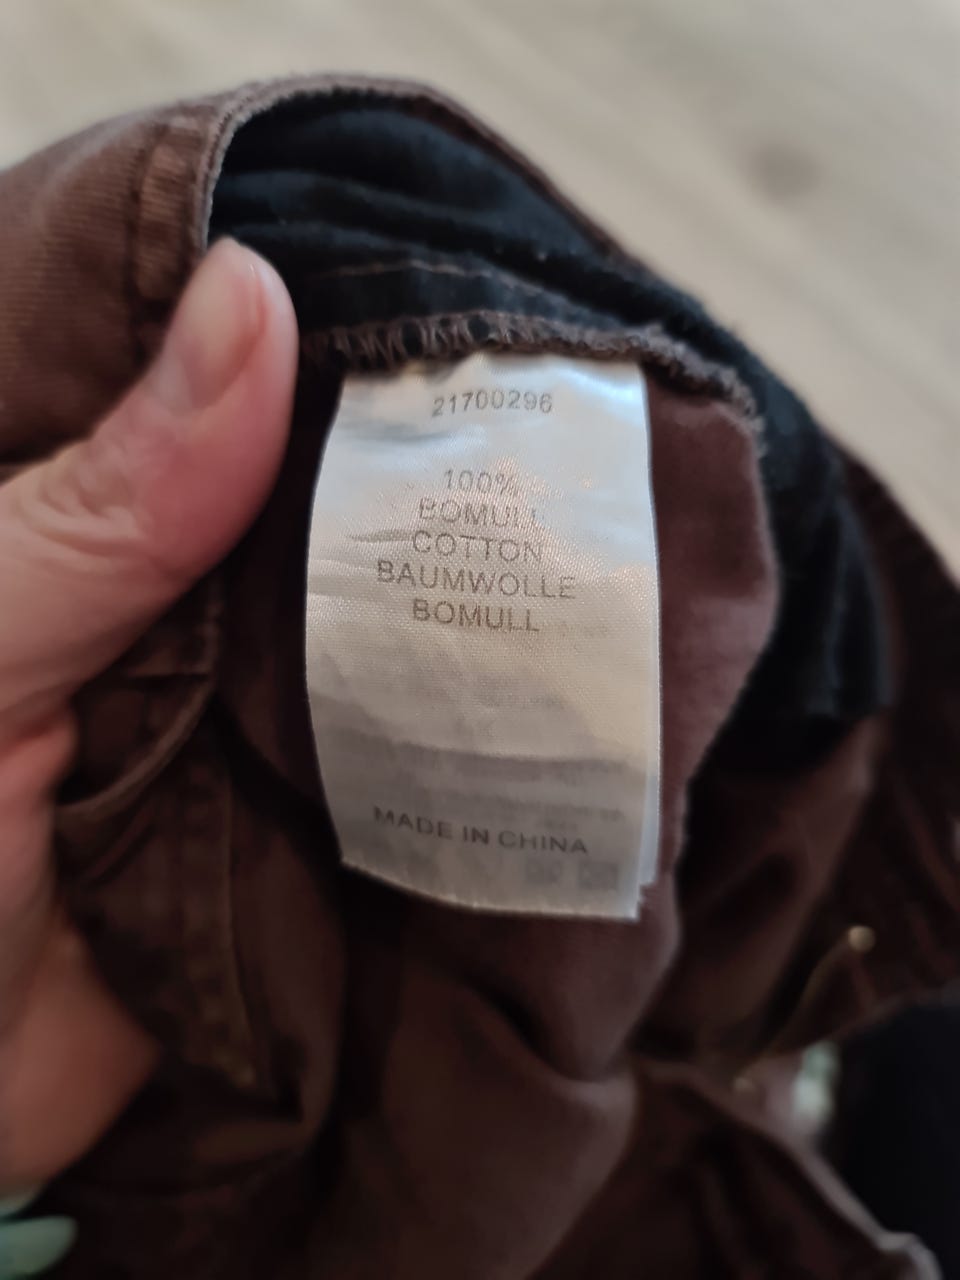 21700296
100%
BOMULL
COTTON
BAUMWOLLE
BOMULL
MADE IN CHINA